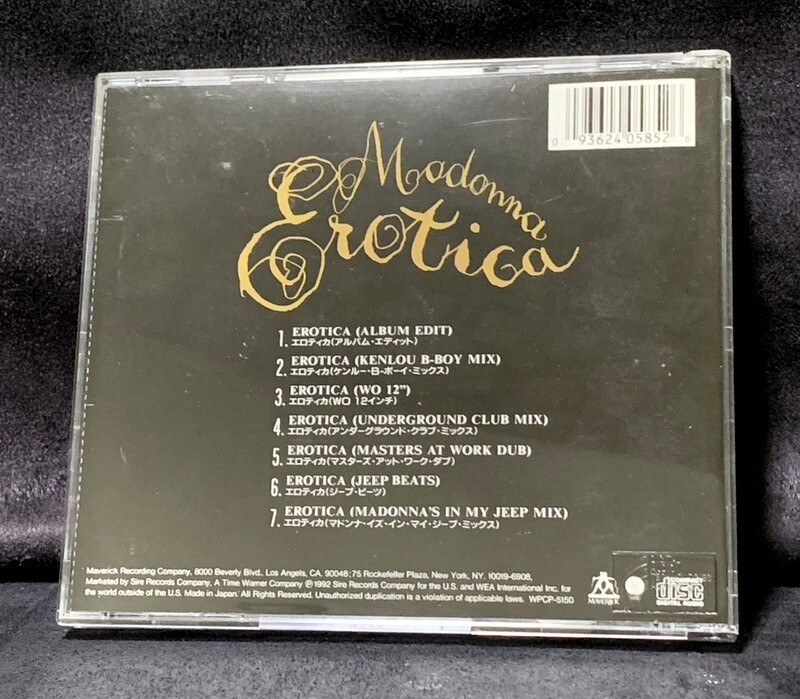 0 93624 05852 6
Madonna
Erotica
1. EROTICA (ALBUM EDIT)
エロティカ(アルバム・エディット)
2. EROTICA (KENLOU B-BOY MIX)
エロティカ(ケンルー・B-ボーイ・ミックス)
3. EROTICA (WO 12")
エロティカ(WO 12インチ)
4. EROTICA (UNDERGROUND CLUB MIX)
エロティカ(アンダーグラウンド・クラブ・ミックス)
5. EROTICA (MASTERS AT WORK DUB)
エロティカ(マスターズ・アット・ワーク・ダブ)
6. EROTICA (JEEP BEATS)
エロティカ(ジープ・ビーツ)
7. EROTICA (MADONNA'S IN MY JEEP MIX)
エロティカ(マドンナ・イズ・イン・マイ・ジープ・ミックス)
Maverick Recording Company, 8000 Beverly Blvd., Los Angels, CA. 90048; 75 Rockefeller Plaza, New York, NY. 10019-6908,
Marketed by Sire Records Company, A Time Warner Company ℗1992 Sire Records Company for the U.S. and WEA International Inc. for
the world outside of the U.S. Made in Japan. All Rights Reserved. Unauthorized duplication is a violation of applicable laws. WPCP-5150
MAVERICK
COMPACT
disc
DIGITAL AUDIO